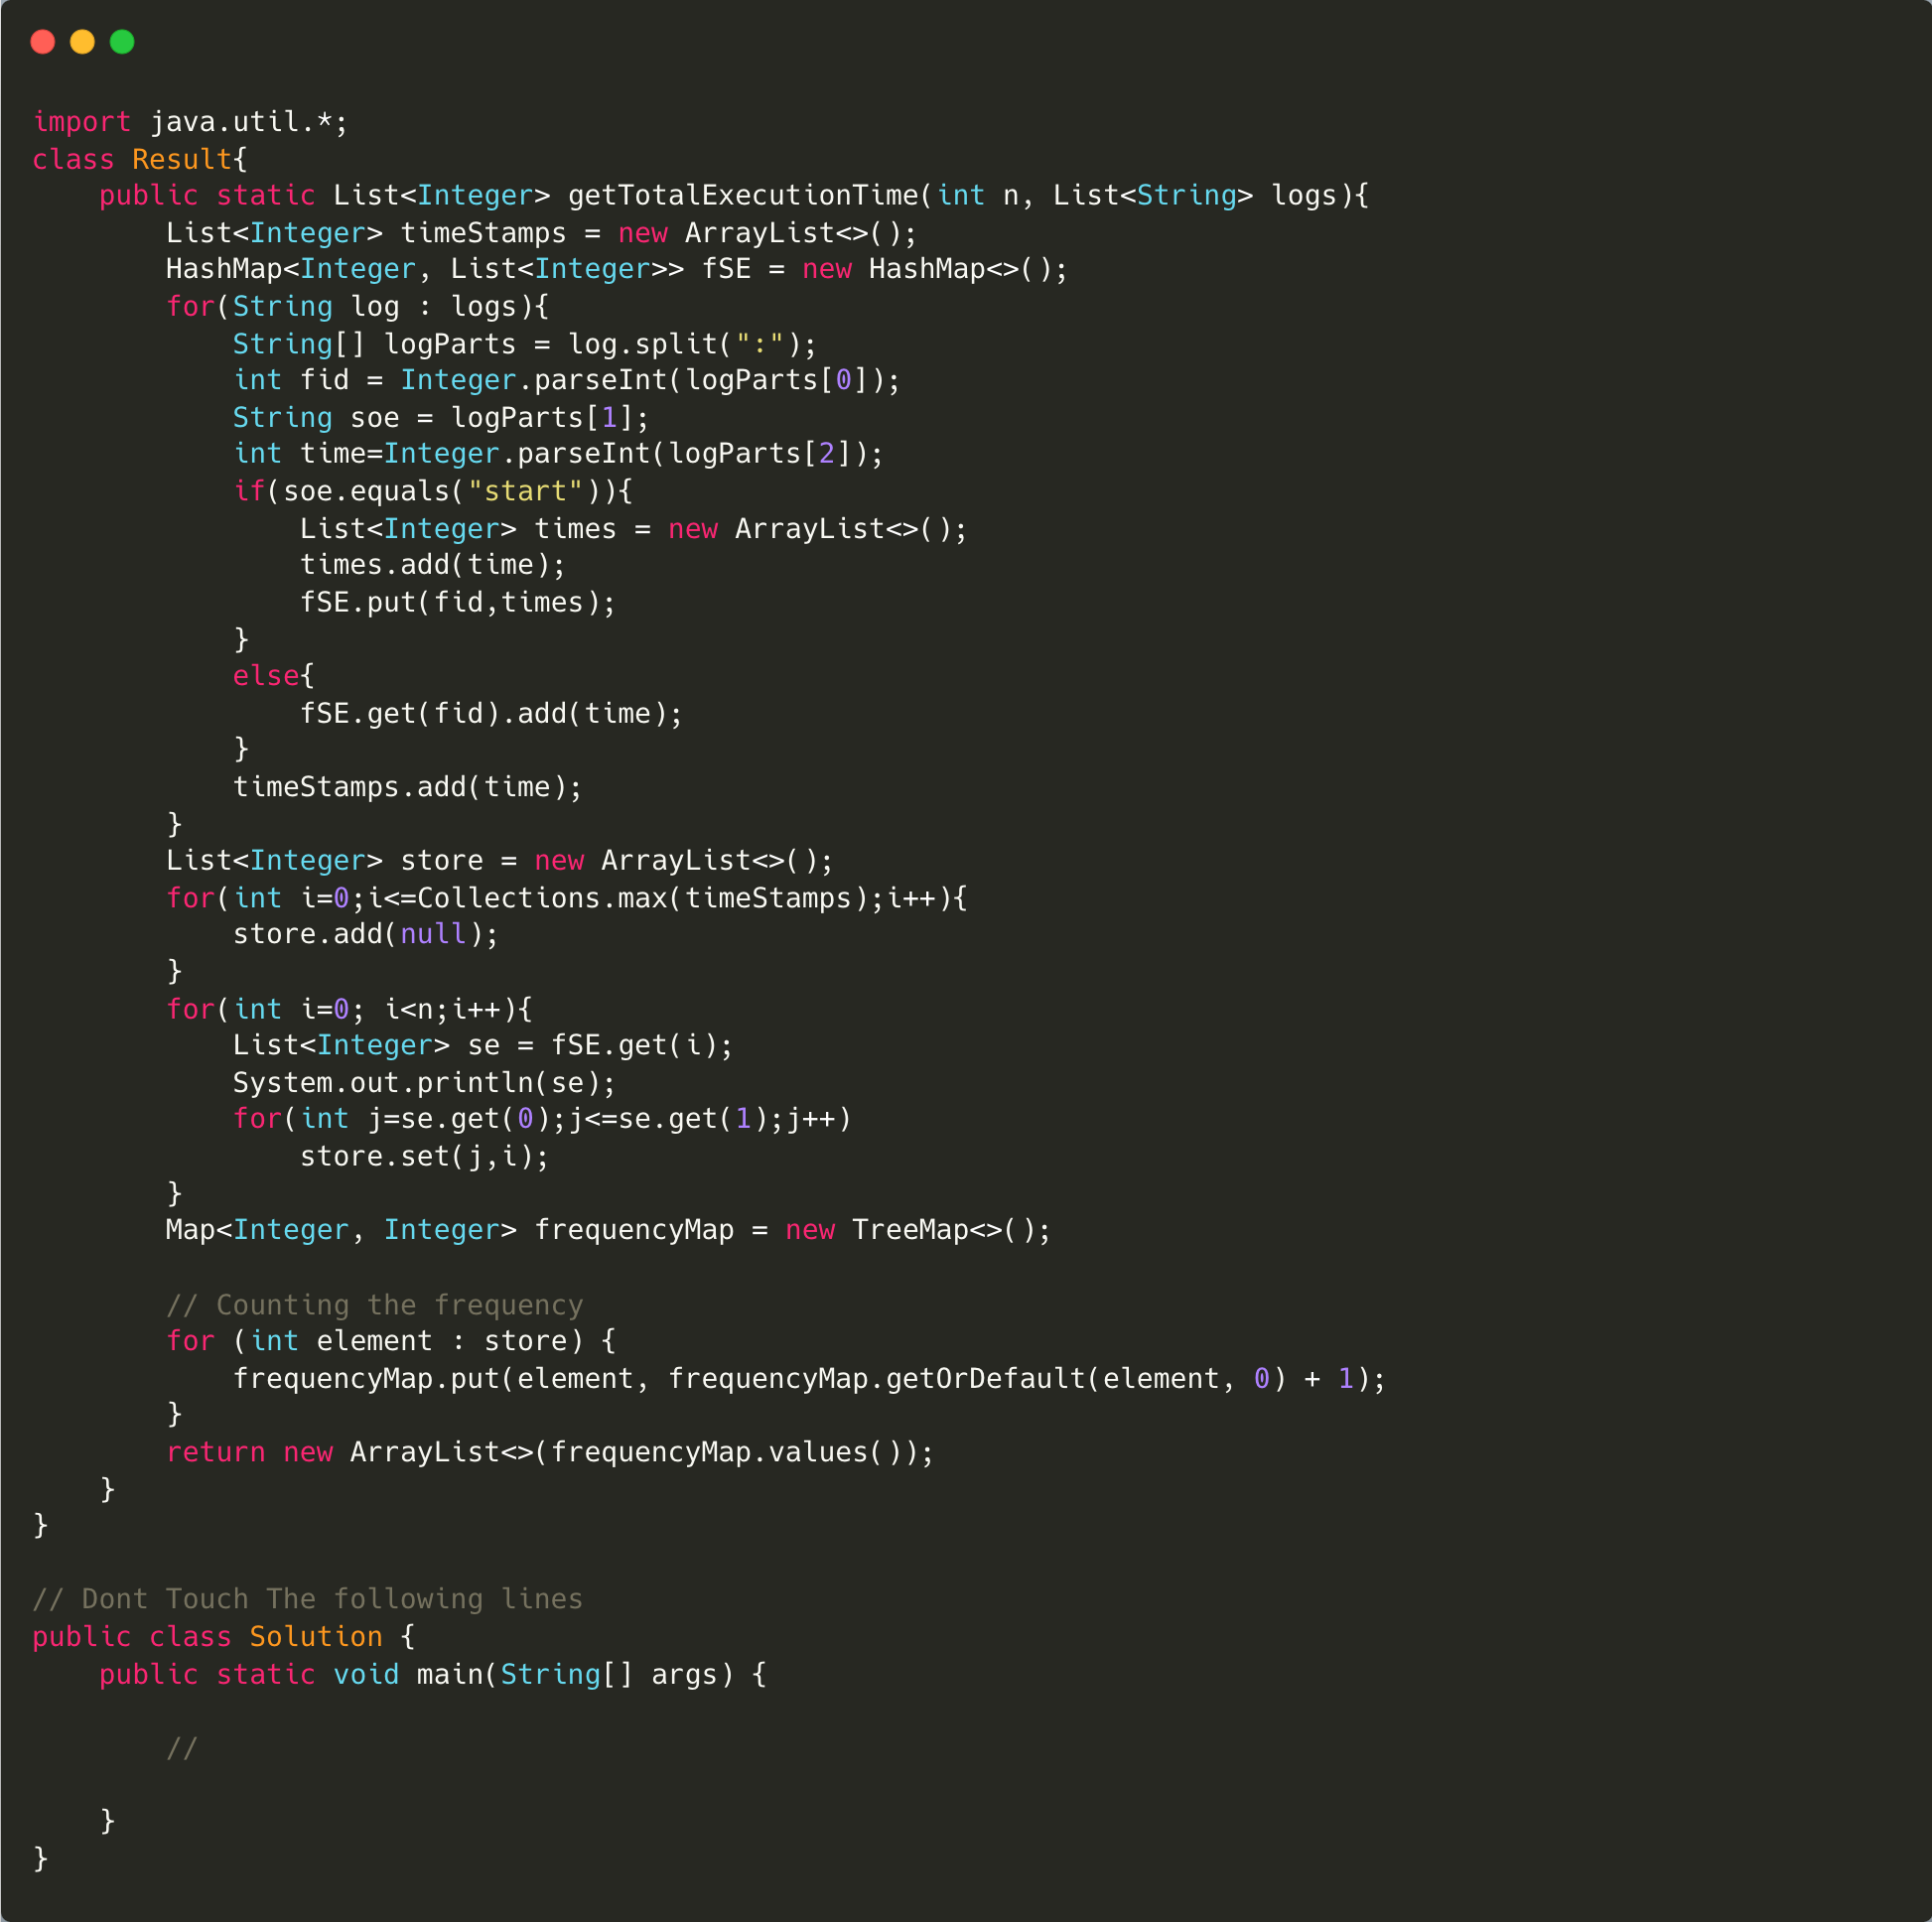 import java.util.*;
class Result{
    public static List<Integer> getTotalExecutionTime(int n, List<String> logs){
        List<Integer> timeStamps = new ArrayList<>();
        HashMap<Integer, List<Integer>> fSE = new HashMap<>();
        for(String log : logs){
            String[] logParts = log.split(":");
            int fid = Integer.parseInt(logParts[0]);
            String soe = logParts[1];
            int time=Integer.parseInt(logParts[2]);
            if(soe.equals("start")){
                List<Integer> times = new ArrayList<>();
                times.add(time);
                fSE.put(fid,times);
            }
            else{
                fSE.get(fid).add(time);
            }
            timeStamps.add(time);
        }
        List<Integer> store = new ArrayList<>();
        for(int i=0;i<=Collections.max(timeStamps);i++){
            store.add(null);
        }
        for(int i=0; i<n;i++){
            List<Integer> se = fSE.get(i);
            System.out.println(se);
            for(int j=se.get(0);j<=se.get(1);j++)
                store.set(j,i);
        }
        Map<Integer, Integer> frequencyMap = new TreeMap<>();

        // Counting the frequency
        for (int element : store) {
            frequencyMap.put(element, frequencyMap.getOrDefault(element, 0) + 1);
        }
        return new ArrayList<>(frequencyMap.values());
    }
}

// Dont Touch The following lines
public class Solution {
    public static void main(String[] args) {

        //

    }
}